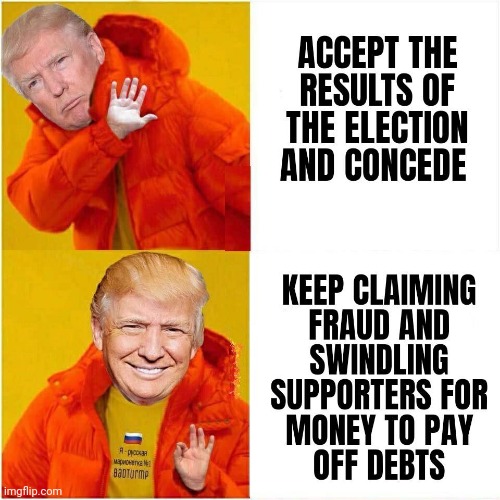 ACCEPT THE
RESULTS OF
THE ELECTION
AND CONCEDE
KEEP CLAIMING
FRAUD AND
SWINDLING
SUPPORTERS FOR
MONEY TO PAY
OFF DEBTS
Я - русская
марионетка №1
imgflip.com